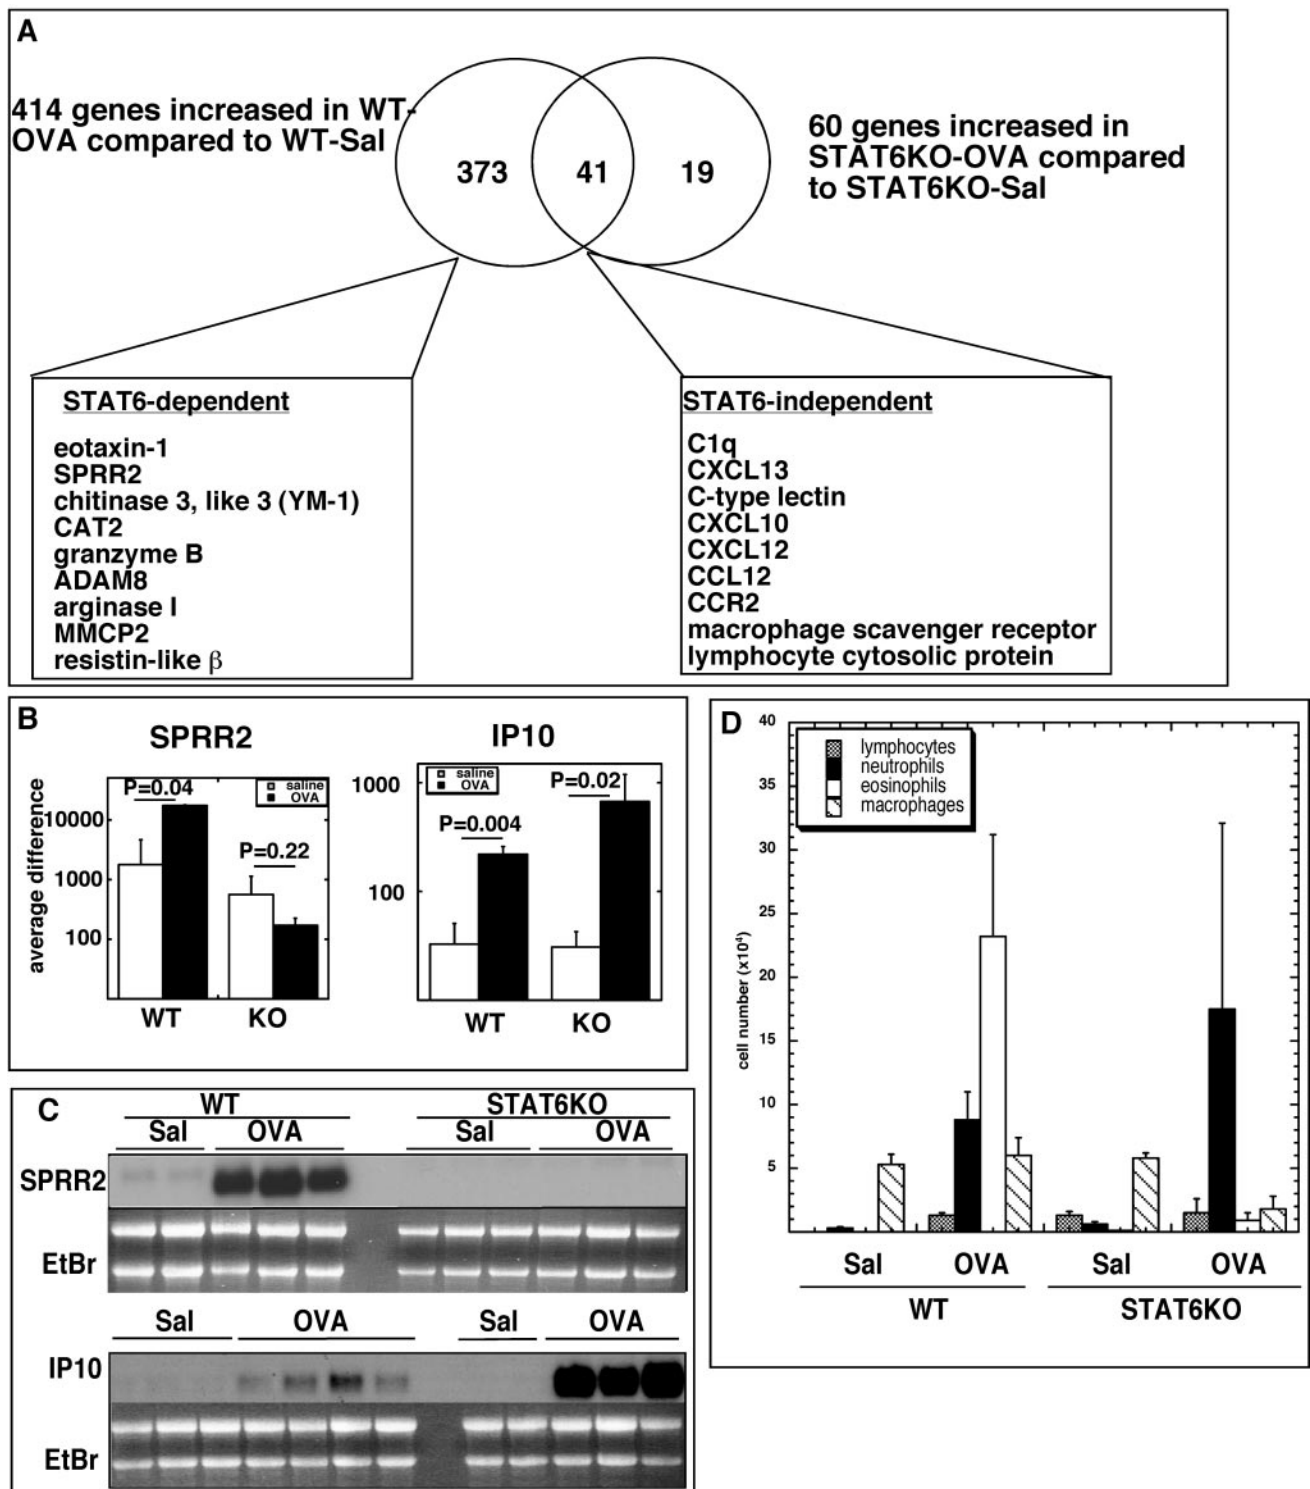 A
414 genes increased in WT-
OVA compared to WT-Sal
373
41
19
60 genes increased in
STAT6KO-OVA compared
to STAT6KO-Sal
STAT6-dependent
eotaxin-1
SPRR2
chitinase 3, like 3 (YM-1)
CAT2
granzyme B
ADAM8
arginase I
MMCP2
resistin-like β
STAT6-independent
C1q
CXCL13
C-type lectin
CXCL10
CXCL12
CCL12
CCR2
macrophage scavenger receptor
lymphocyte cytosolic protein
B
SPRR2
average difference
10000
1000
100
P=0.04
P=0.22
saline
OVA
WT
KO
IP10
1000
100
saline
OVA
P=0.004
P=0.02
WT
KO
C
WT
STAT6KO
Sal
OVA
Sal
OVA
SPRR2
EtBr
Sal
OVA
Sal
OVA
IP10
EtBr
D
cell number (x10⁴)
40
35
30
25
20
15
10
5
lymphocytes
neutrophils
eosinophils
macrophages
Sal
OVA
Sal
OVA
WT
STAT6KO